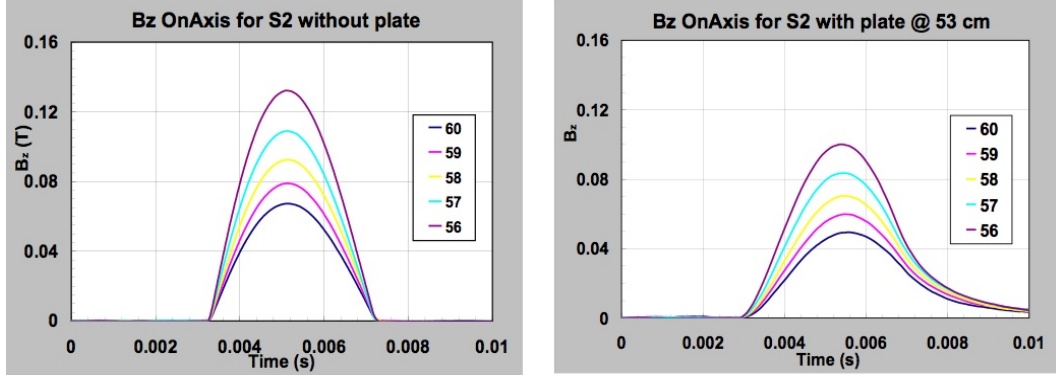 Bz OnAxis for S2 without plate
0.16
0.12
0.08
0.04
0
Bz (T)
60
59
58
57
56
0 0.002 0.004 0.006 0.008 0.01
Time (s)
Bz OnAxis for S2 with plate @ 53 cm
0.16
0.12
0.08
0.04
0
Bz
60
59
58
57
56
0 0.002 0.004 0.006 0.008 0.01
Time (s)